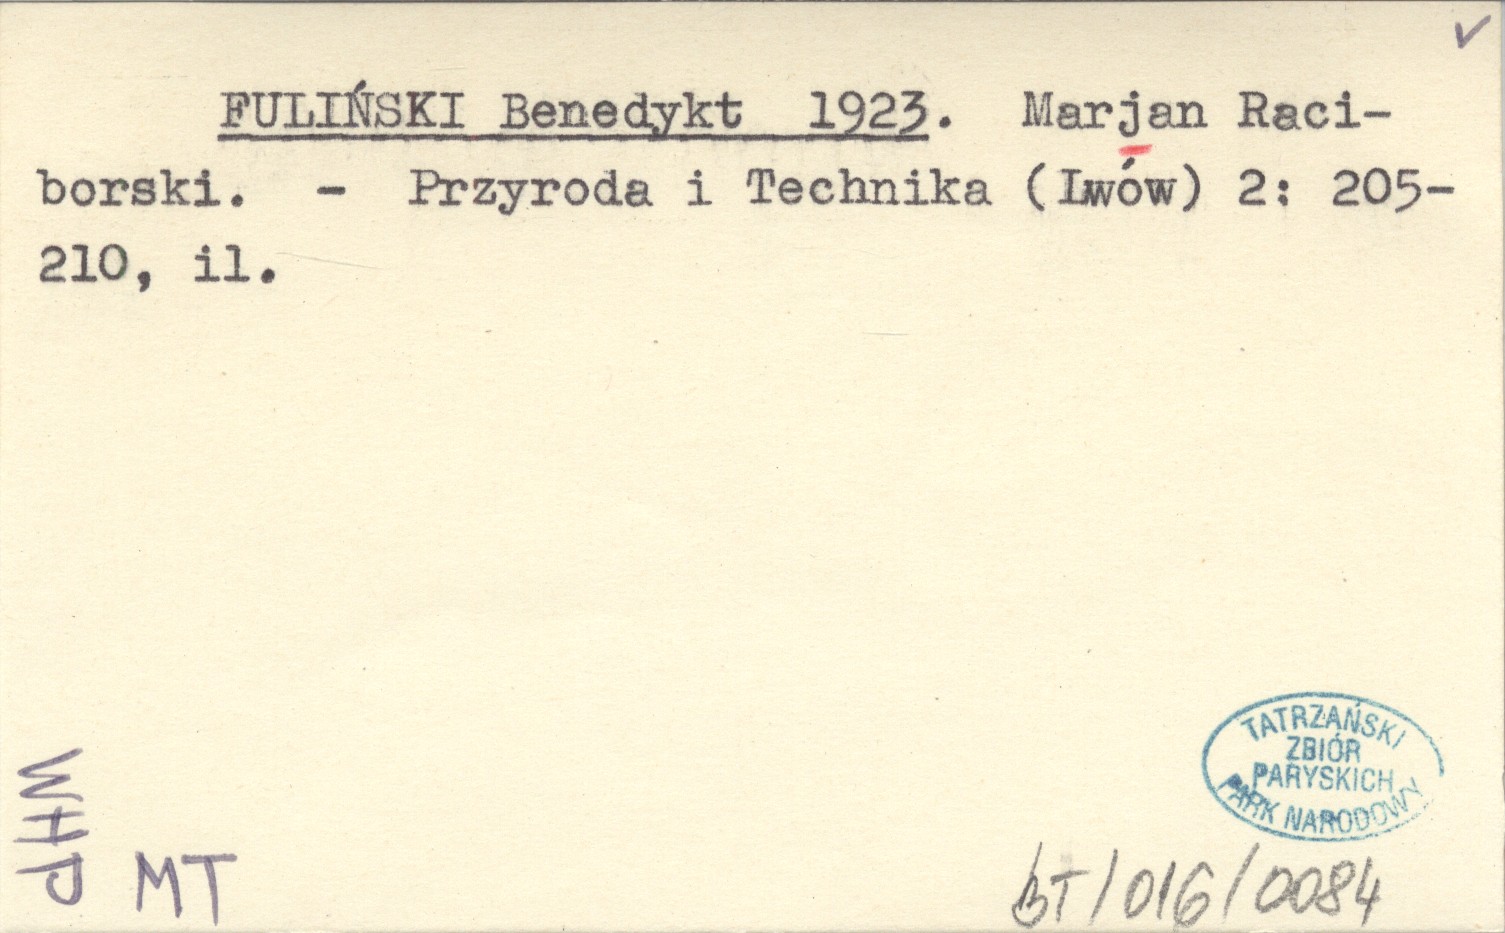 FULIŃSKI Benedykt 1923. Marjan Raci-
borski. - Przyroda i Technika (Lwów) 2: 205-
210, il.
TATRZAŃSKI
ZBIÓR
PARYSKICH
PARK NARODOWY
WHP
MT
BT/016/0084